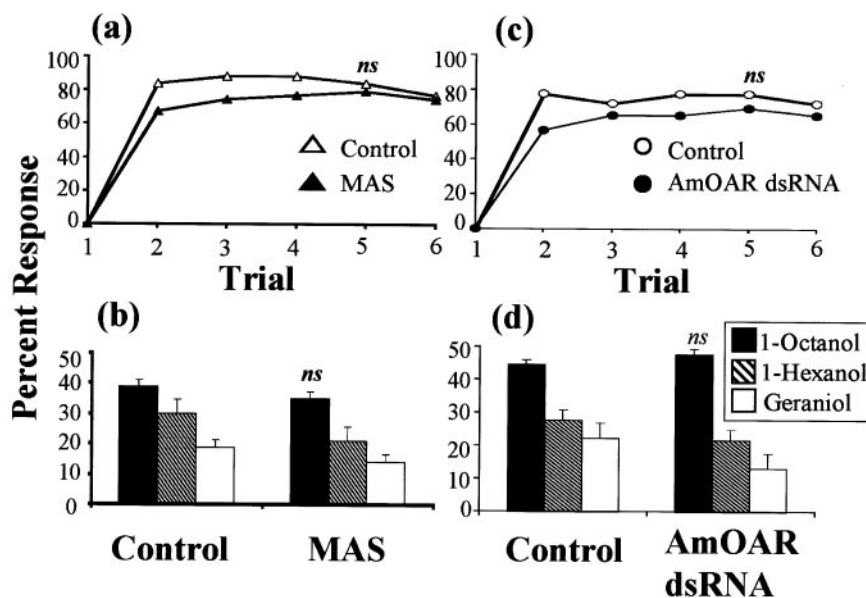 (a)
ns
100
80
60
40
20
0
Control
MAS
1 2 3 4 5 6
Trial
(c)
ns
100
80
60
40
20
0
Control
AmOAR dsRNA
1 2 3 4 5 6
Trial
Percent Response
(b)
50
40
30
20
10
0
ns
Control MAS
(d)
50
40
30
20
10
0
ns
1-Octanol
1-Hexanol
Geraniol
Control AmOAR
dsRNA